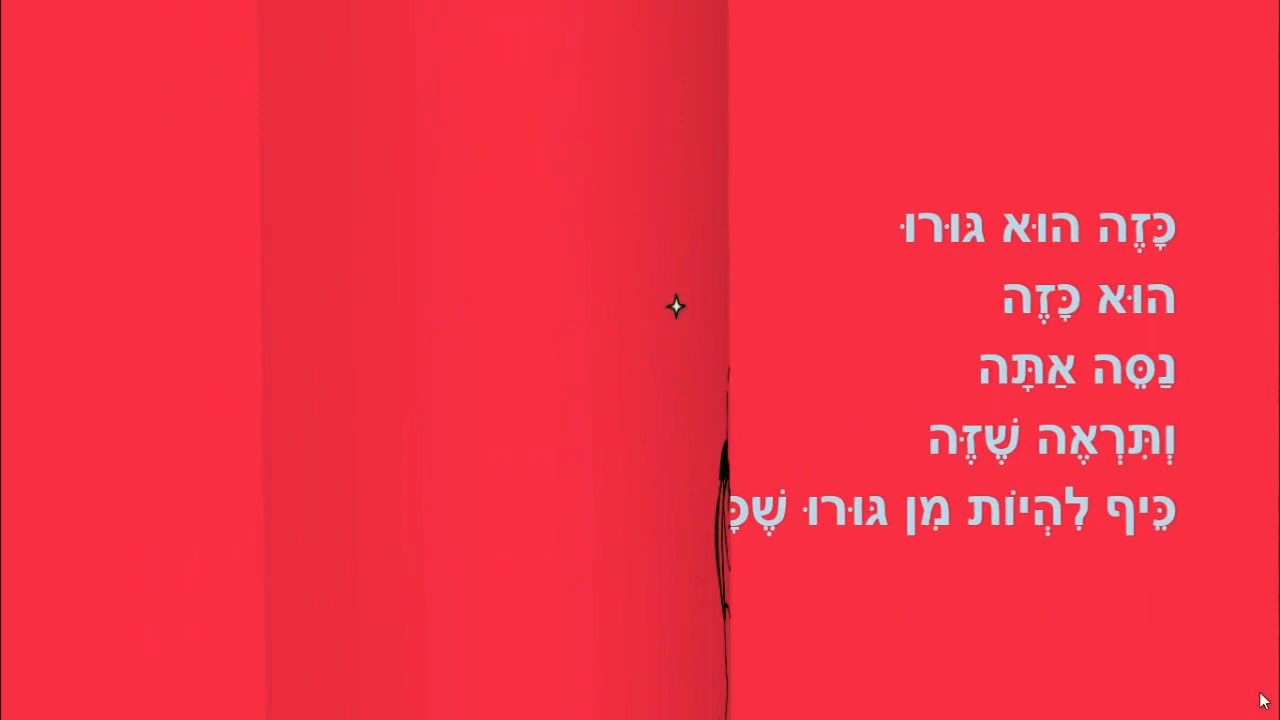 כָּזֶה הוּא גּוּרוּ
הוּא כָּזֶה
נַסֵּה אַתָּה
וְתִּרְאֶה שֶׁזֶּה
כֵּיף לִהְיוֹת מִן גּוּרוּ